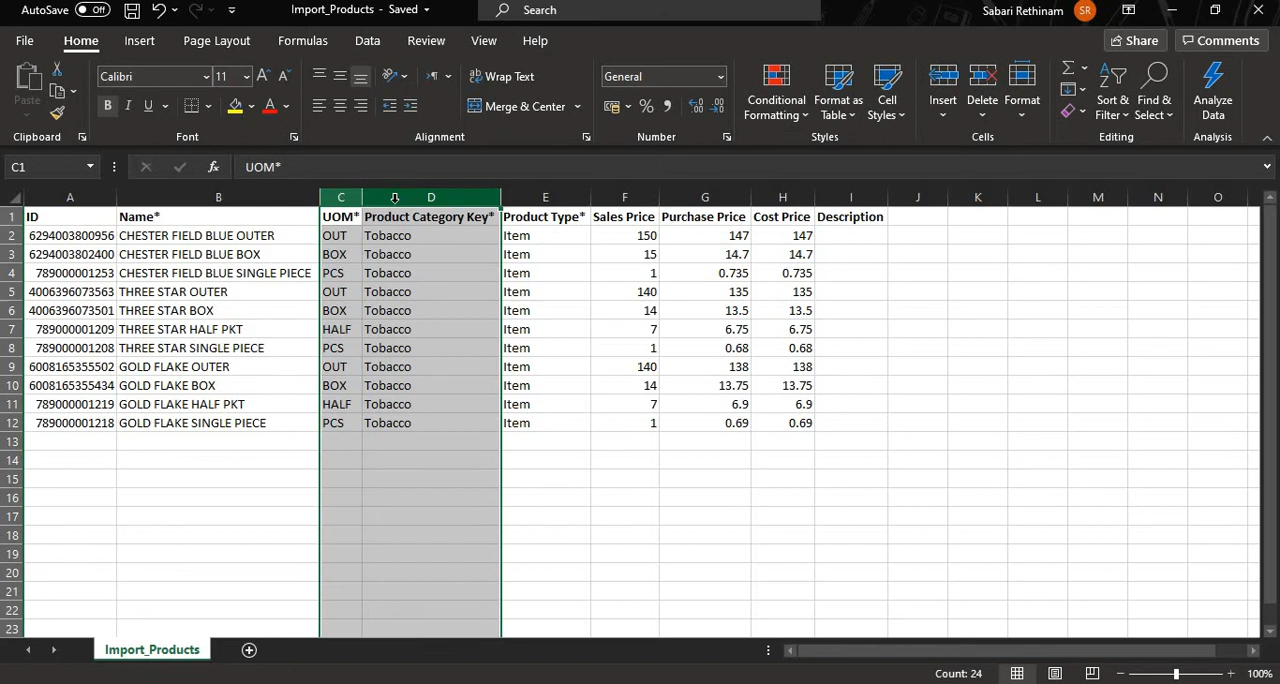 AutoSave Off Import_Products - Saved Search Sabari Rethinam SR
File Home Insert Page Layout Formulas Data Review View Help Share Comments
Paste Calibri 11 A A B I U A ab Wrap Text Merge & Center General % Conditional Formatting Format as Table Cell Styles Insert Delete Format Sort & Filter Find & Select Analyze Data
Clipboard Font Alignment Number Styles Cells Editing Analysis
C1 fx UOM*
A B C D E F G H I J K L M N O
1 ID Name* UOM* Product Category Key* Product Type* Sales Price Purchase Price Cost Price Description
2 6294003800956 CHESTER FIELD BLUE OUTER OUT Tobacco Item 150 147 147
3 6294003802400 CHESTER FIELD BLUE BOX BOX Tobacco Item 15 14.7 14.7
4 789000001253 CHESTER FIELD BLUE SINGLE PIECE PCS Tobacco Item 1 0.735 0.735
5 4006396073563 THREE STAR OUTER OUT Tobacco Item 140 135 135
6 4006396073501 THREE STAR BOX BOX Tobacco Item 14 13.5 13.5
7 789000001209 THREE STAR HALF PKT HALF Tobacco Item 7 6.75 6.75
8 789000001208 THREE STAR SINGLE PIECE PCS Tobacco Item 1 0.68 0.68
9 6008165355502 GOLD FLAKE OUTER OUT Tobacco Item 140 138 138
10 6008165355434 GOLD FLAKE BOX BOX Tobacco Item 14 13.75 13.75
11 789000001219 GOLD FLAKE HALF PKT HALF Tobacco Item 7 6.9 6.9
12 789000001218 GOLD FLAKE SINGLE PIECE PCS Tobacco Item 1 0.69 0.69
13
14
15
16
17
18
19
20
21
22
23
Import_Products
Count: 24 100%